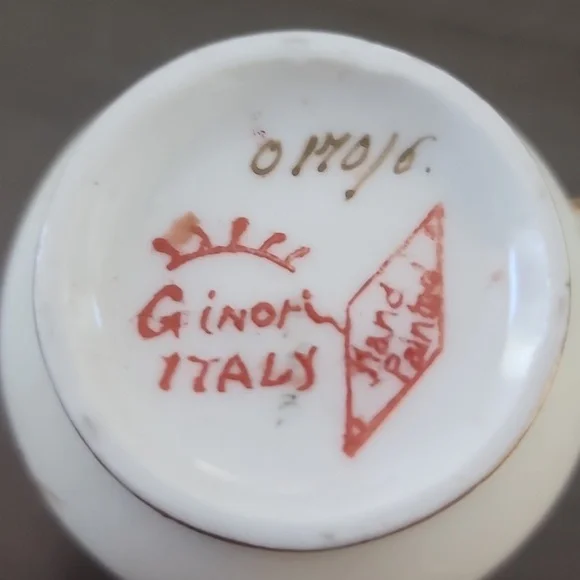 0170/6.
Ginori
ITALY
Hand
Painted